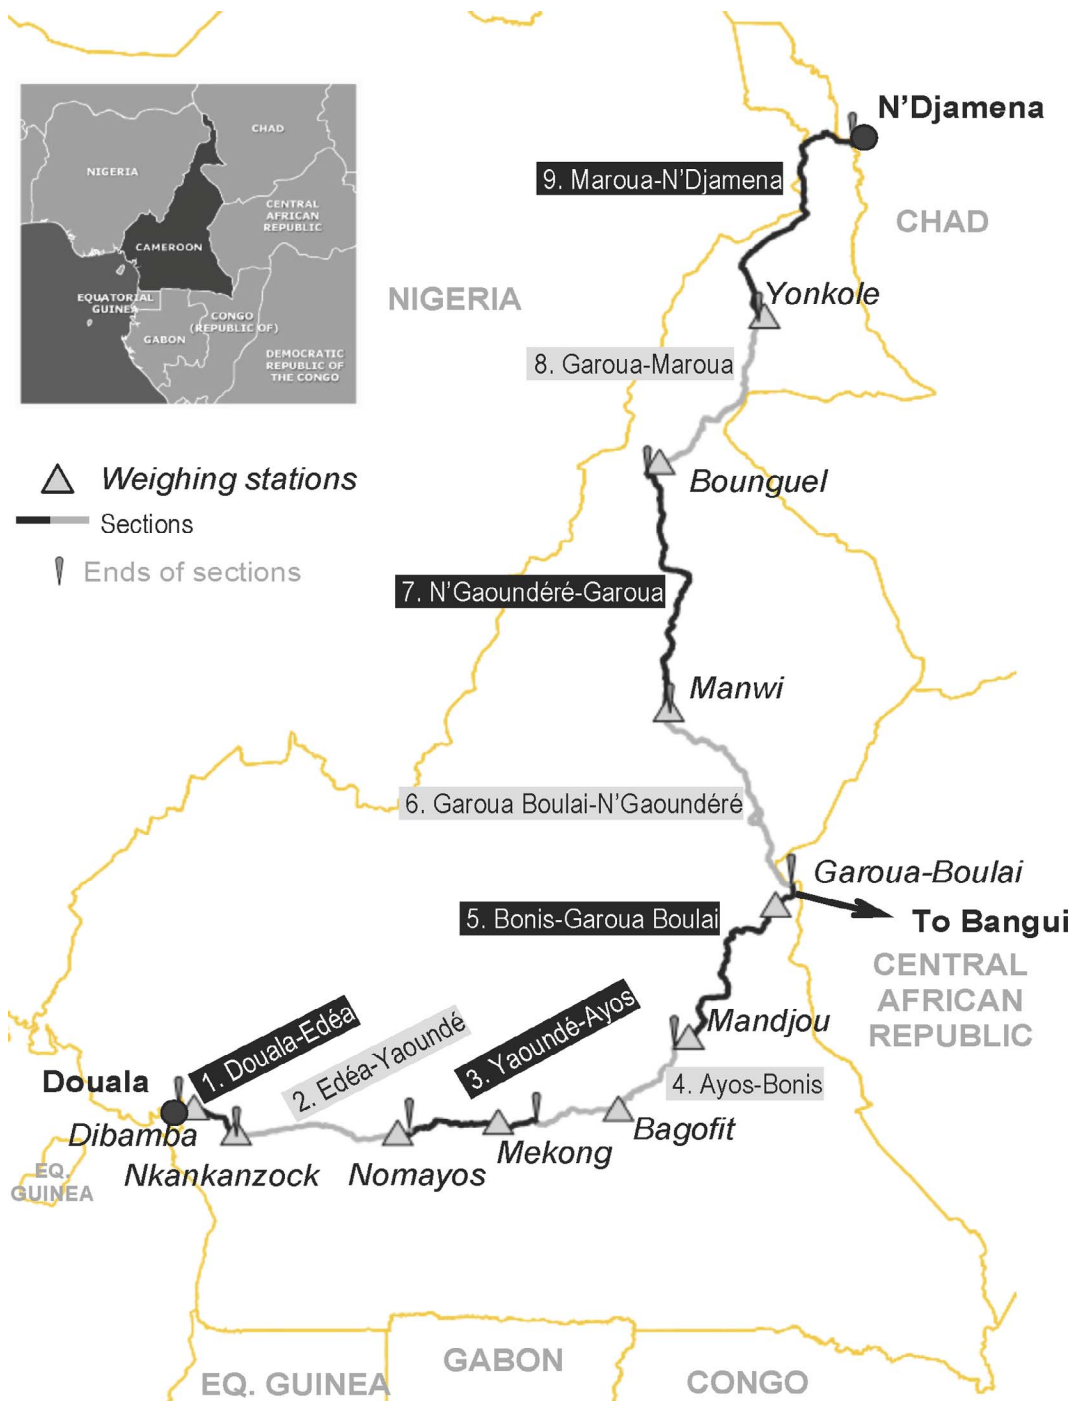 N'Djamena
CHAD
NIGERIA
CENTRAL
AFRICAN
REPUBLIC
CAMEROON
EQUATORIAL
GUINEA
CONGO
(REPUBLIC OF)
GABON
DEMOCRATIC
REPUBLIC OF
THE CONGO
9. Maroua-N'Djamena
CHAD
NIGERIA
Yonkole
8. Garoua-Maroua
Weighing stations
Sections
Ends of sections
Bounguel
7. N'Gaoundéré-Garoua
Manwi
6. Garoua Boulai-N'Gaoundéré
Garoua-Boulai
5. Bonis-Garoua Boulai
To Bangui
CENTRAL
AFRICAN
REPUBLIC
Mandjou
1. Douala-Edéa
2. Edéa-Yaoundé
3. Yaoundé-Ayos
4. Ayos-Bonis
Douala
Dibamba
Nkankanzock
Nomayos
Mekong
Bagofit
EQ.
GUINEA
EQ. GUINEA
GABON
CONGO